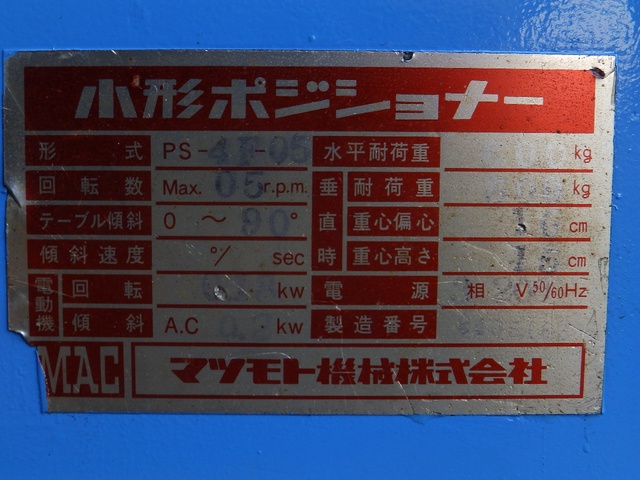 小形ポジショナー
形式 PS-4T-05 水平耐荷重 kg
回転数 Max. 05 r.p.m. 垂直時 耐荷重 kg
テーブル傾斜 0 ～ 90° 重心偏心 15 cm
傾斜速度 °/sec 重心高さ cm
電動機 回転 kw 電源 相 V 50/60Hz
傾斜 A.C kw 製造番号
MAC マツモト機械株式会社